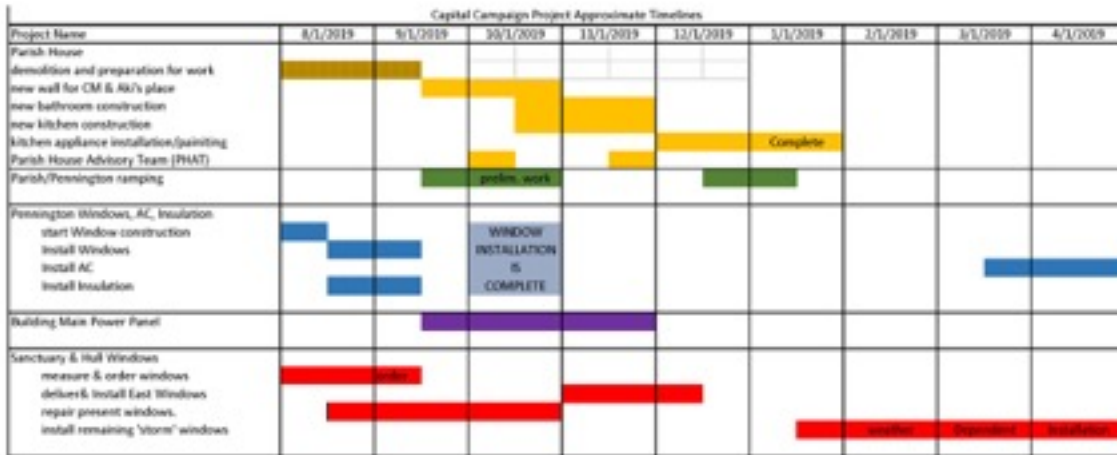 Capital Campaign Project Approximate Timelines
Project Name 8/1/2019 9/1/2019 10/1/2019 11/1/2019 12/1/2019 1/1/2019 2/1/2019 3/1/2019 4/1/2019
Parish House
demolition and preparation for work
new wall for CM & Aki's place
new bathroom construction
new kitchen construction
kitchen appliance installation/painiting Complete
Parish House Advisory Team (PHAT)
Parish/Pennington ramping prelim. work
Pennington Windows, AC, Insulation
start Window construction WINDOW
Install Windows INSTALLATION
Install AC IS
Install Insulation COMPLETE
Building Main Power Panel
Sanctuary & Hull Windows
measure & order windows order
deliver& Install East Windows
repair present windows.
install remaining 'storm' windows weather Dependent Installation